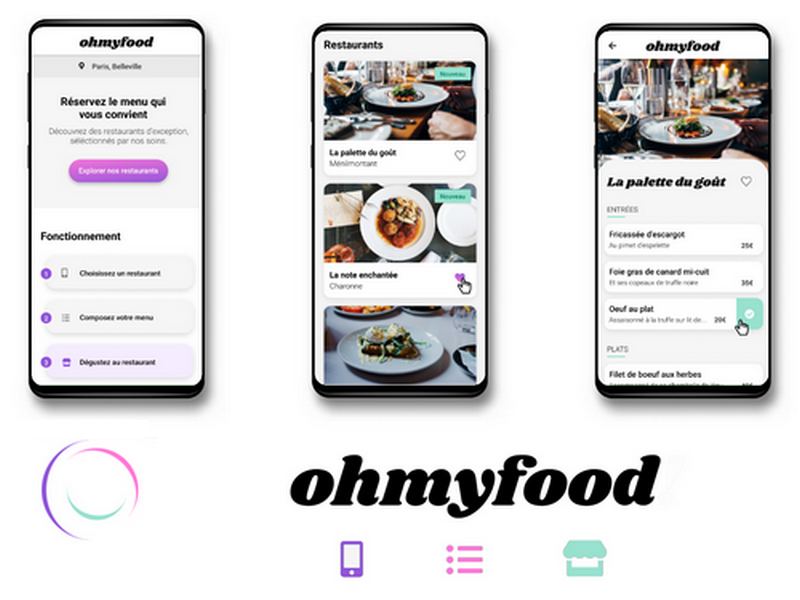 ohmyfood
Paris, Belleville
Réservez le menu qui
vous convient
Découvrez des restaurants d'exception,
séléctionnés par nos soins.
Explorer nos restaurants
Fonctionnement
1 Choisissez un restaurant
2 Composez votre menu
3 Dégustez au restaurant
Restaurants
Nouveau
La palette du goût
Ménilmontant
Nouveau
La note enchantée
Charonne
ohmyfood
La palette du goût
ENTRÉES
Fricassée d'escargot
Au piment d'espelette 25€
Foie gras de canard mi-cuit
Et ses copeaux de truffe noire 35€
Oeuf au plat
Assaisonné à la truffe sur lit de... 20€
PLATS
Filet de boeuf aux herbes
ohmyfood